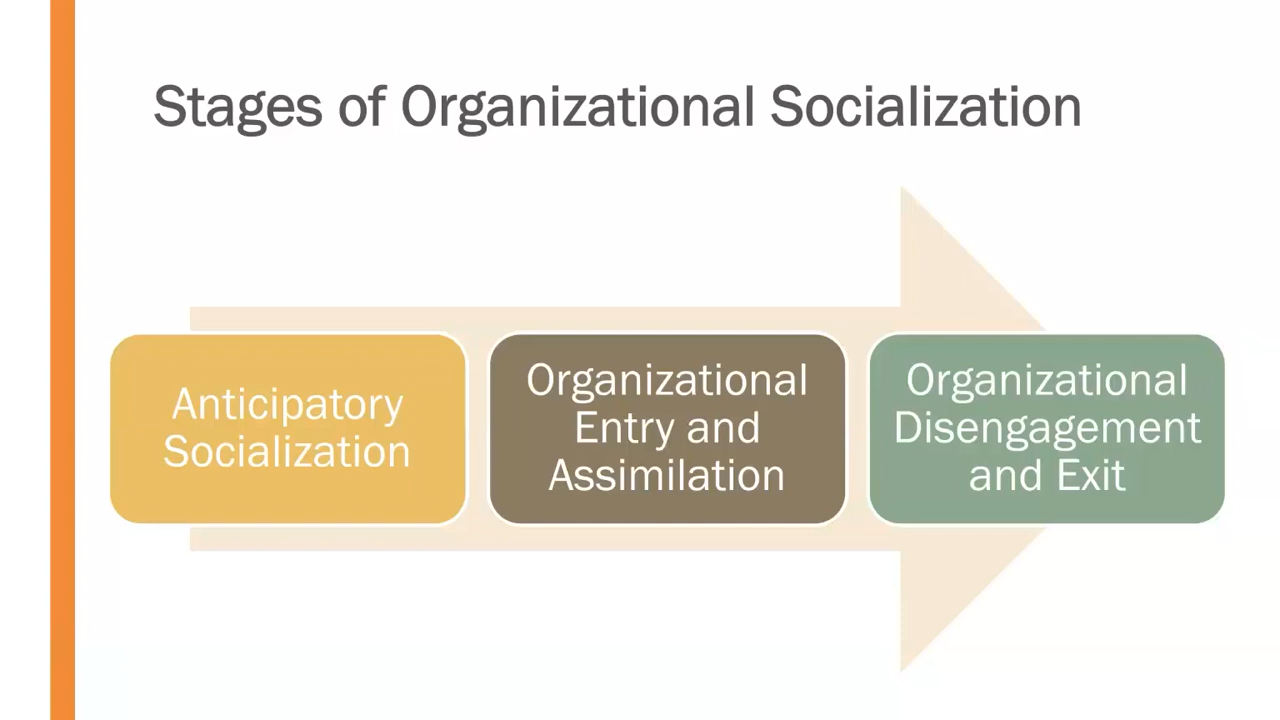 Stages of Organizational Socialization
Anticipatory
Socialization
Organizational
Entry and
Assimilation
Organizational
Disengagement
and Exit